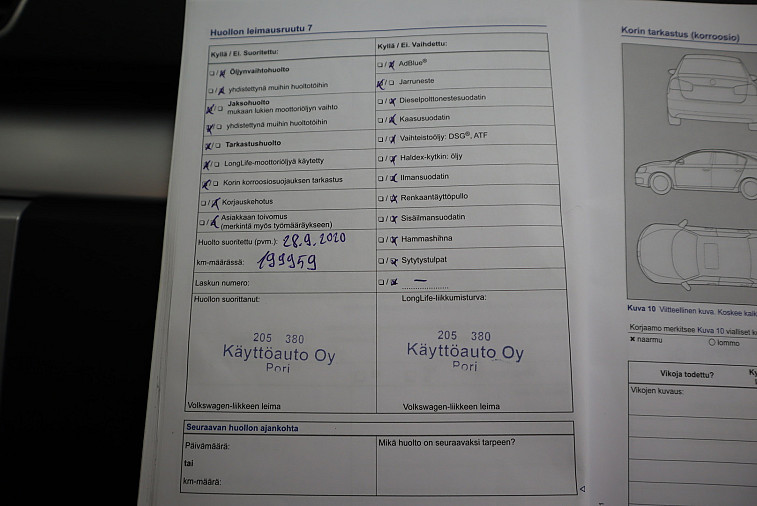 Huollon leimausruutu 7
Kyllä / Ei. Suoritettu:
Öljynvaihtohuolto
yhdistettynä muihin huoltotöihin
Jaksohuolto
mukaan lukien moottoriöljyn vaihto
yhdistettynä muihin huoltotöihin
Tarkastushuolto
LongLife-moottoriöljyä käytetty
Korin korroosiosuojauksen tarkastus
Korjauskehotus
Asiakkaan toivomus
(merkintä myös työmääräykseen)
Huolto suoritettu (pvm.): 28.9.2020
km-määrässä: 199959
Laskun numero:
Huollon suorittanut:
205 380
Käyttöauto Oy
Pori
Volkswagen-liikkeen leima
Kyllä / Ei. Vaihdettu:
AdBlue®
Jarruneste
Dieselpolttonestesuodatin
Kaasusuodatin
Vaihteistoöljy: DSG®, ATF
Haldex-kytkin: öljy
Ilmansuodatin
Renkaantäyttöpullo
Sisäilmansuodatin
Hammashihna
Sytytystulpat
—
LongLife-liikkumisturva:
205 380
Käyttöauto Oy
Pori
Volkswagen-liikkeen leima
Seuraavan huollon ajankohta
Päivämäärä:
tai
km-määrä:
Mikä huolto on seuraavaksi tarpeen?
Korin tarkastus (korroosio)
Kuva 10 Viitteellinen kuva. Koskee
Korjaamo merkitsee Kuva 10 vialliset
x naarmu
lommo
Vikoja todettu?
Vikojen kuvaus: